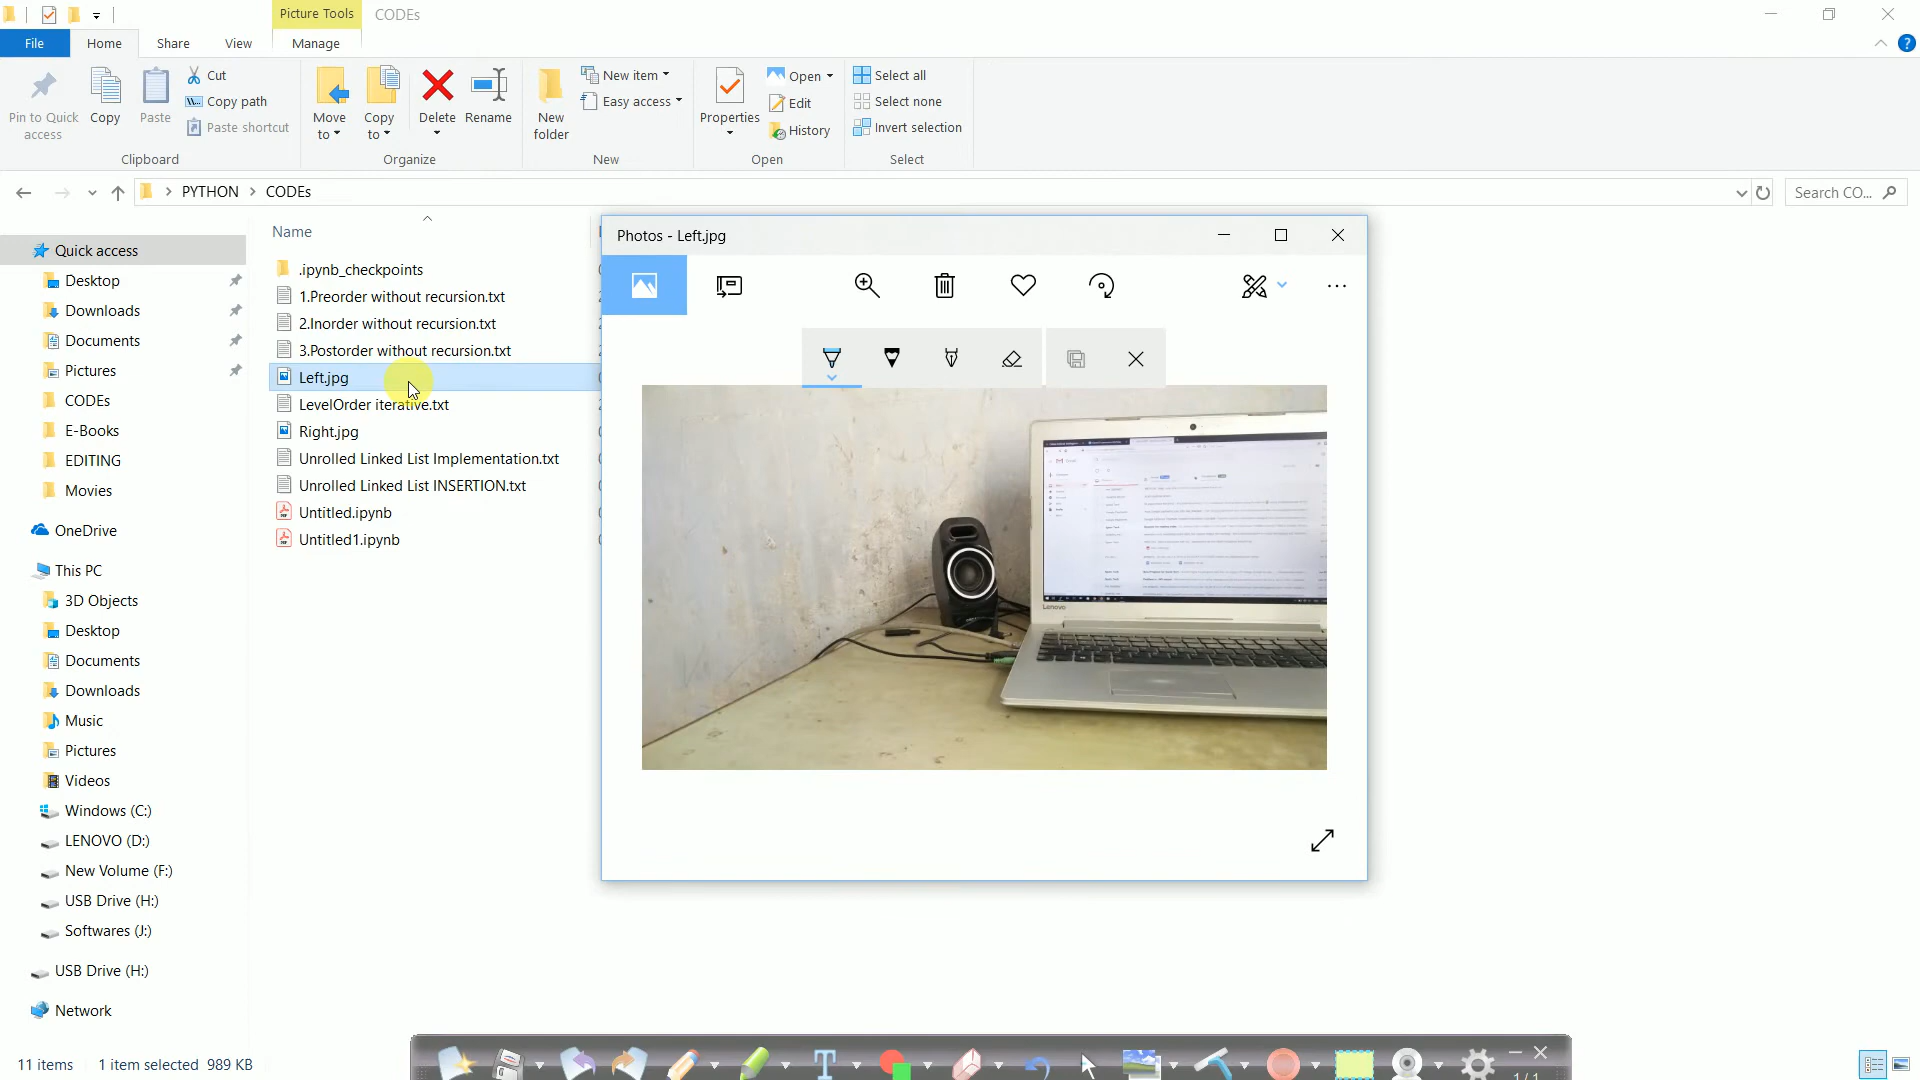 Picture Tools CODEs
File Home Share View Manage
Pin to Quick access
Copy
Paste
Cut
Copy path
Paste shortcut
Clipboard
Move to
Copy to
Delete
Rename
Organize
New folder
New item
Easy access
New
Properties
Open
Edit
History
Open
Select all
Select none
Invert selection
Select
PYTHON > CODEs
Search CO...
Quick access
Desktop
Downloads
Documents
Pictures
CODEs
E-Books
EDITING
Movies
OneDrive
This PC
3D Objects
Desktop
Documents
Downloads
Music
Pictures
Videos
Windows (C:)
LENOVO (D:)
New Volume (F:)
USB Drive (H:)
Softwares (J:)
USB Drive (H:)
Network
Name
.ipynb_checkpoints
1.Preorder without recursion.txt
2.Inorder without recursion.txt
3.Postorder without recursion.txt
Left.jpg
LevelOrder iterative.txt
Right.jpg
Unrolled Linked List Implementation.txt
Unrolled Linked List INSERTION.txt
Untitled.ipynb
Untitled1.ipynb
Photos - Left.jpg
Lenovo
11 items 1 item selected 989 KB
1/1